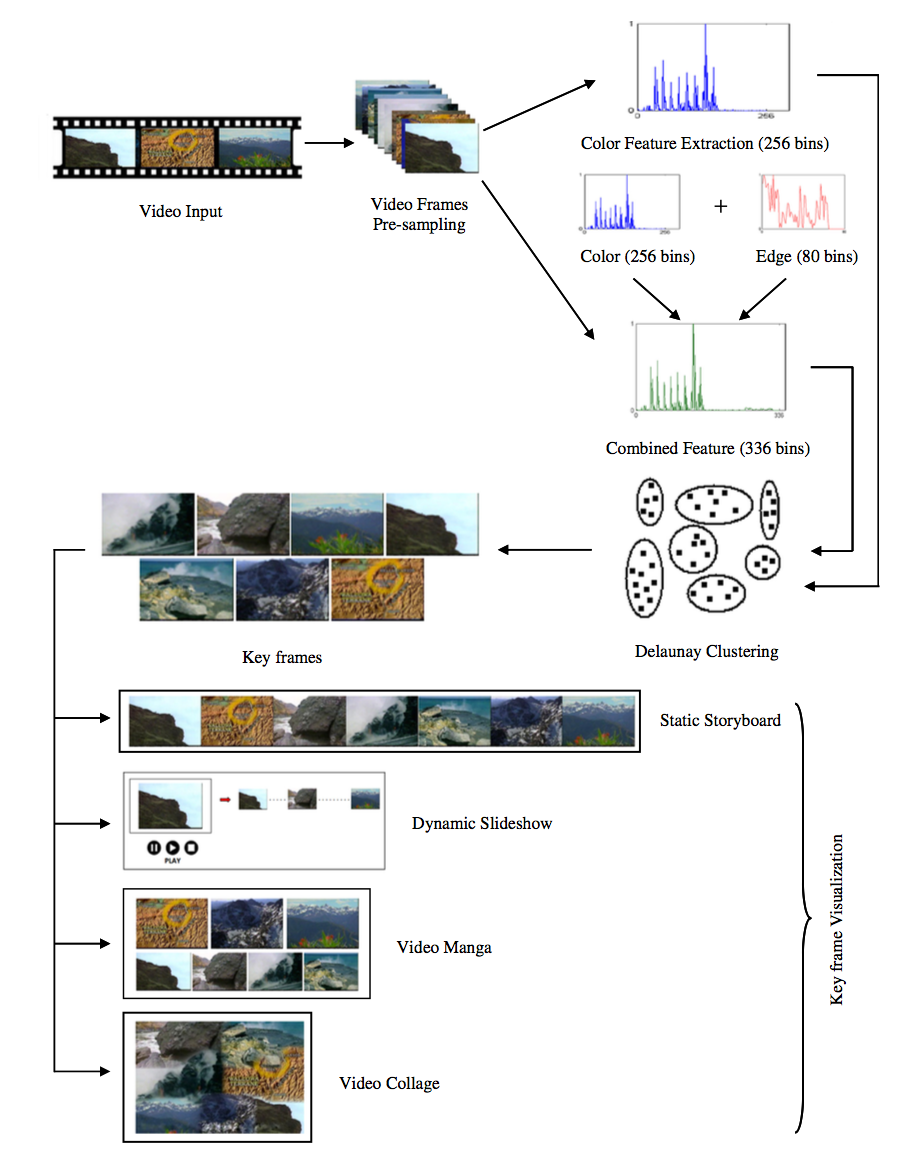 1
0
0
256
Color Feature Extraction (256 bins)
Video Input
Video Frames
Pre-sampling
+
Color (256 bins)
Edge (80 bins)
1
0
336
Combined Feature (336 bins)
Key frames
Delaunay Clustering
Static Storyboard
PLAY
Dynamic Slideshow
Video Manga
Video Collage
Key frame Visualization